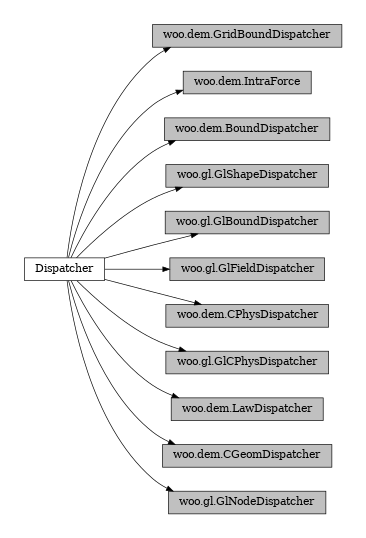 woo.dem.GridBoundDispatcher
woo.dem.IntraForce
woo.dem.BoundDispatcher
woo.gl.GlShapeDispatcher
woo.gl.GlBoundDispatcher
Dispatcher
woo.gl.GlFieldDispatcher
woo.dem.CPhysDispatcher
woo.gl.GlCPhysDispatcher
woo.dem.LawDispatcher
woo.dem.CGeomDispatcher
woo.gl.GlNodeDispatcher